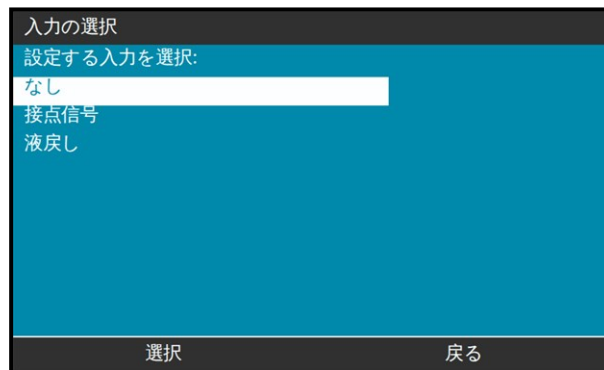 入力の選択
設定する入力を選択:
なし
接点信号
液戻し
選択 戻る